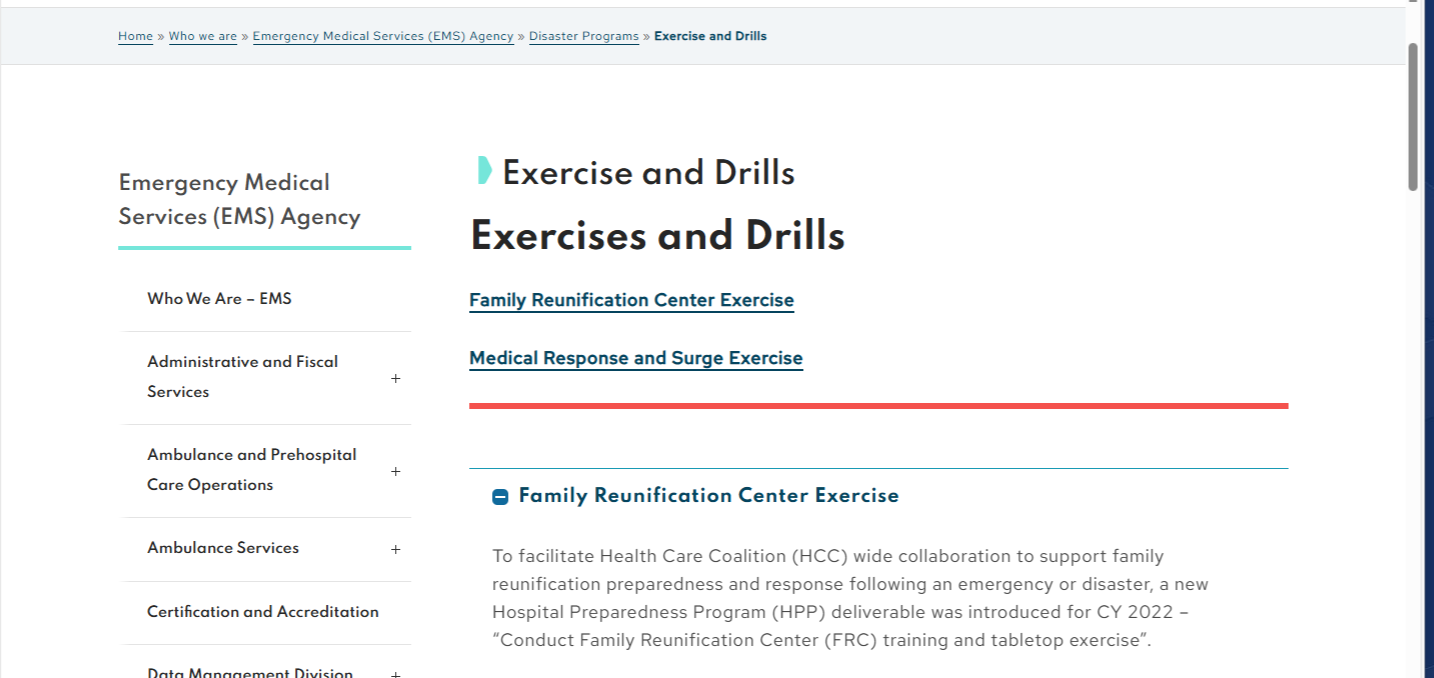 Home » Who we are » Emergency Medical Services (EMS) Agency » Disaster Programs » Exercise and Drills
Emergency Medical
Services (EMS) Agency
Who We Are – EMS
Administrative and Fiscal
Services
+
Ambulance and Prehospital
Care Operations
+
Ambulance Services
+
Certification and Accreditation
Data Management Division
+
Exercise and Drills
Exercises and Drills
Family Reunification Center Exercise
Medical Response and Surge Exercise
Family Reunification Center Exercise
To facilitate Health Care Coalition (HCC) wide collaboration to support family
reunification preparedness and response following an emergency or disaster, a new
Hospital Preparedness Program (HPP) deliverable was introduced for CY 2022 –
“Conduct Family Reunification Center (FRC) training and tabletop exercise”.